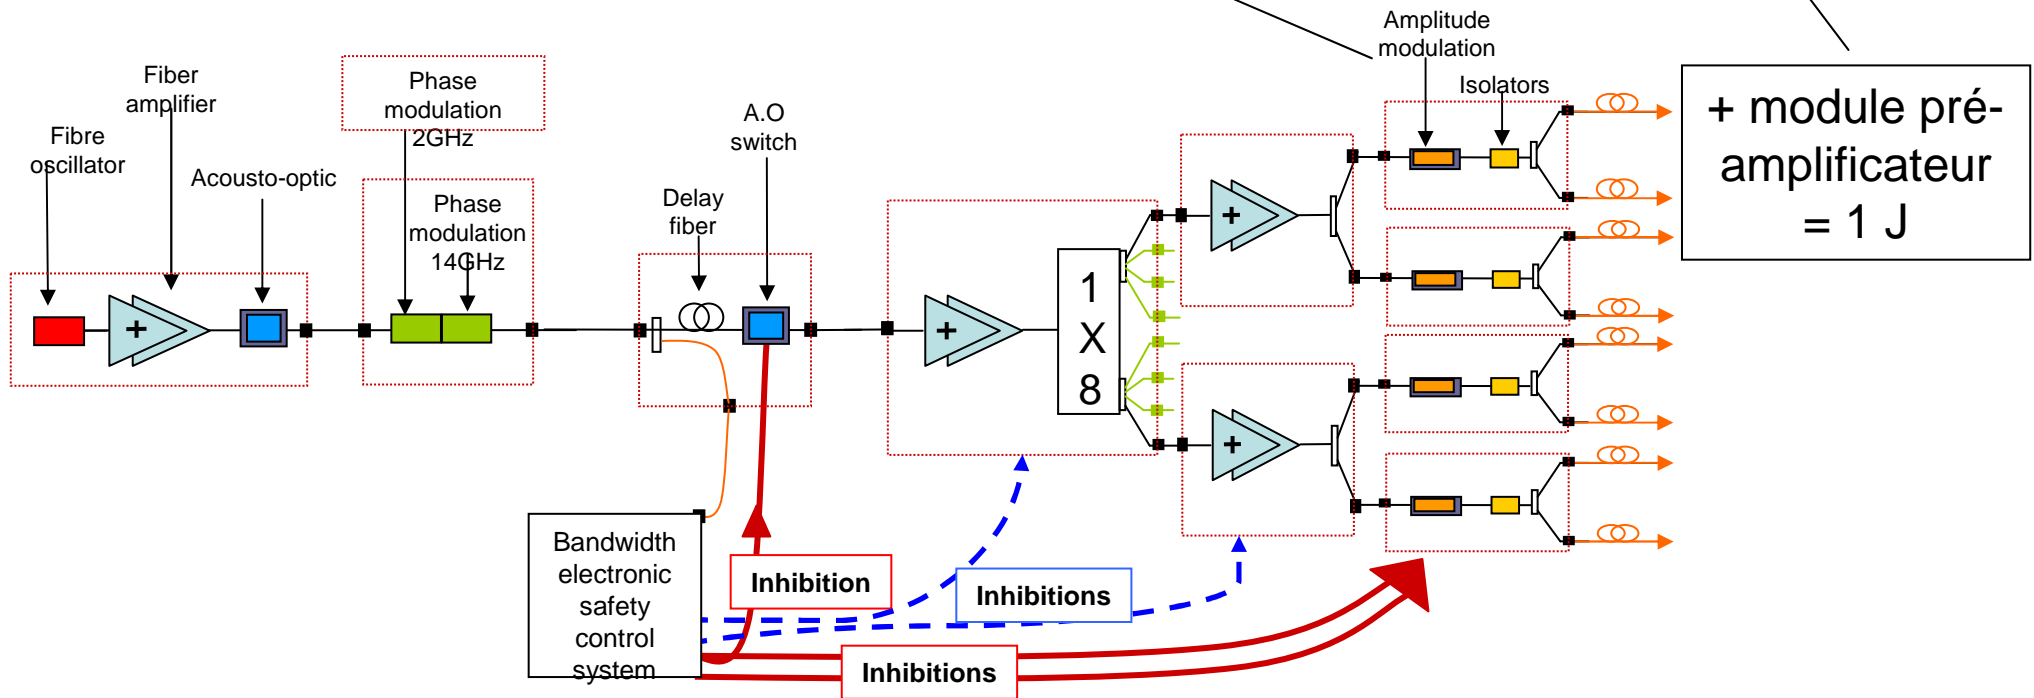 Fibre
oscillator
Fiber
amplifier
Acousto-optic
Phase
modulation
2GHz
Phase
modulation
14GHz
Delay
fiber
A.O
switch
Amplitude
modulation
Isolators
+ module pré-
amplificateur
= 1 J
+
+
1
X
8
+
+
Bandwidth
electronic
safety
control
system
Inhibition
Inhibitions
Inhibitions